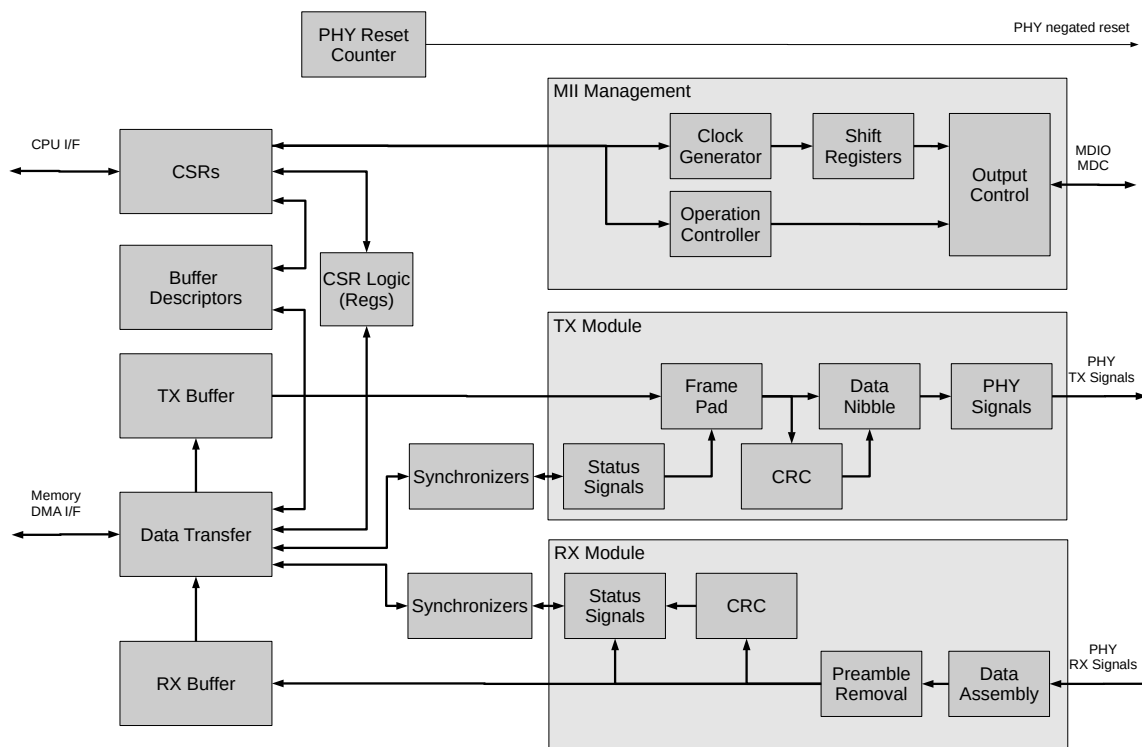 PHY Reset
Counter
PHY negated reset
MII Management
CPU I/F
CSRs
Clock
Generator
Shift
Registers
Output
Control
MDIO
MDC
Operation
Controller
Buffer
Descriptors
CSR Logic
(Regs)
TX Module
TX Buffer
Frame
Pad
Data
Nibble
PHY
Signals
PHY
TX Signals
Synchronizers
Status
Signals
CRC
Memory
DMA I/F
Data Transfer
RX Module
Synchronizers
Status
Signals
CRC
RX Buffer
Preamble
Removal
Data
Assembly
PHY
RX Signals